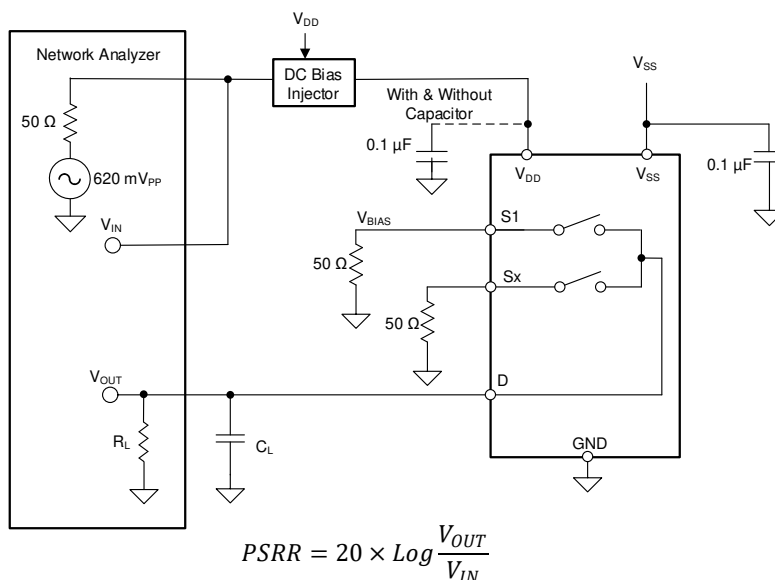 Network Analyzer
V_DD
DC Bias
Injector
V_SS
With & Without
Capacitor
50 Ω
0.1 µF
0.1 µF
620 mV_PP
V_DD
V_SS
V_IN
V_BIAS
S1
50 Ω
Sx
50 Ω
V_OUT
D
R_L
C_L
GND
PSRR = 20 × Log V_OUT / V_IN